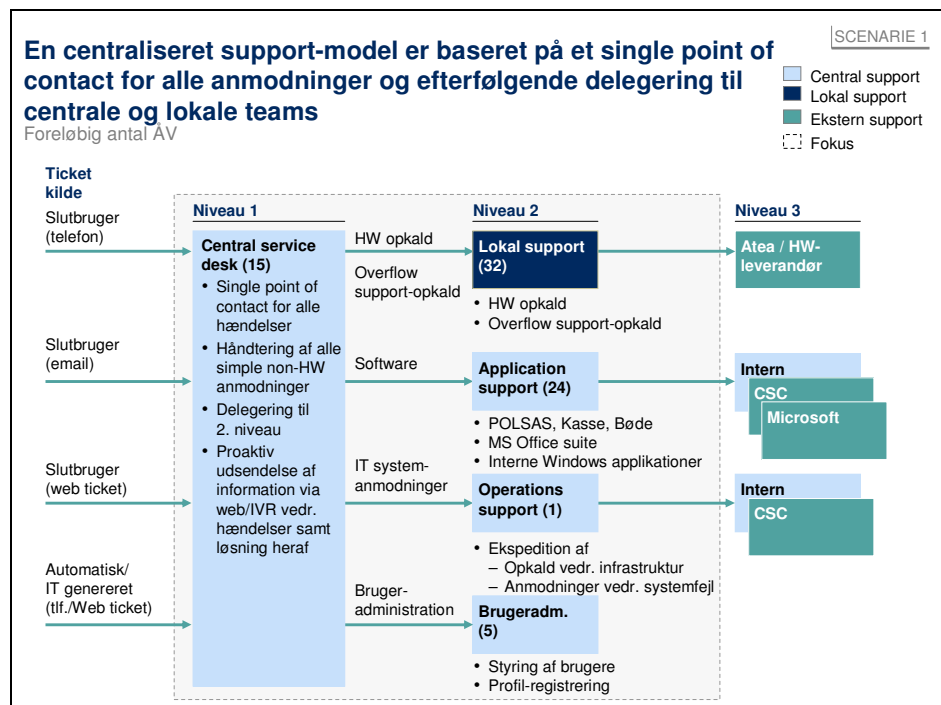 SCENARIE 1
En centraliseret support-model er baseret på et single point of
contact for alle anmodninger og efterfølgende delegering til
centrale og lokale teams
Foreløbig antal ÅV
Central support
Lokal support
Ekstern support
Fokus
Ticket
kilde
Slutbruger
(telefon)
Slutbruger
(email)
Slutbruger
(web ticket)
Automatisk/
IT genereret
(tlf./Web ticket)
Niveau 1
Central service
desk (15)
• Single point of
contact for alle
hændelser
• Håndtering af alle
simple non-HW
anmodninger
• Delegering til
2. niveau
• Proaktiv
udsendelse af
information via
web/IVR vedr.
hændelser samt
løsning heraf
HW opkald
Overflow
support-opkald
Software
IT system-
anmodninger
Bruger-
administration
Niveau 2
Lokal support
(32)
• HW opkald
• Overflow support-opkald
Application
support (24)
• POLSAS, Kasse, Bøde
• MS Office suite
• Interne Windows applikationer
Operations
support (1)
• Ekspedition af
– Opkald vedr. infrastruktur
– Anmodninger vedr. systemfejl
Brugeradm.
(5)
• Styring af brugere
• Profil-registrering
Niveau 3
Atea / HW-
leverandør
Intern
CSC
Microsoft
Intern
CSC